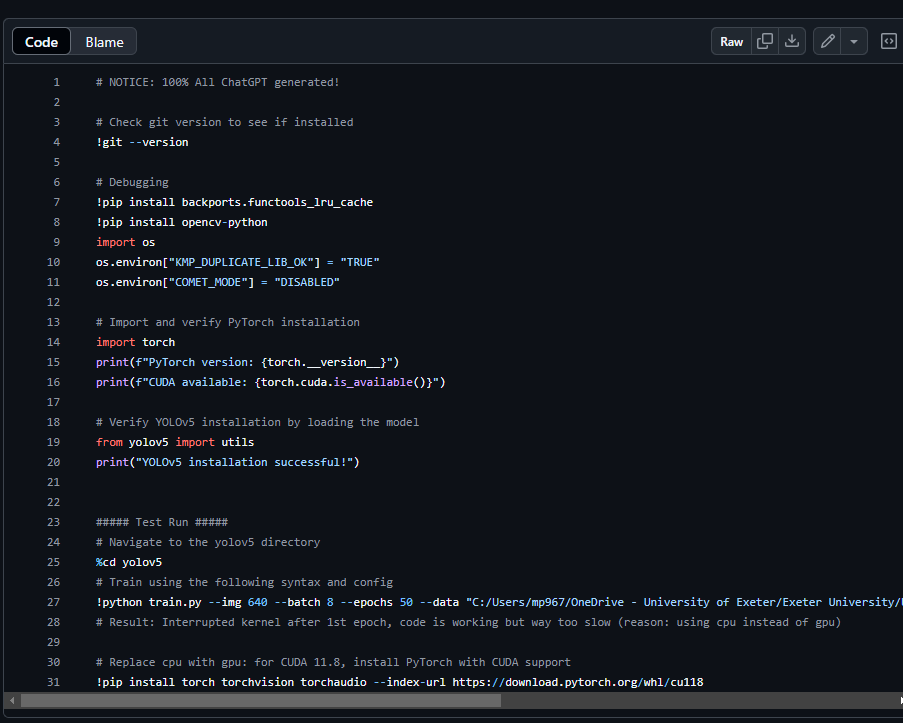 Code Blame Raw
1 # NOTICE: 100% All ChatGPT generated!
2
3 # Check git version to see if installed
4 !git --version
5
6 # Debugging
7 !pip install backports.functools_lru_cache
8 !pip install opencv-python
9 import os
10 os.environ["KMP_DUPLICATE_LIB_OK"] = "TRUE"
11 os.environ["COMET_MODE"] = "DISABLED"
12
13 # Import and verify PyTorch installation
14 import torch
15 print(f"PyTorch version: {torch.__version__}")
16 print(f"CUDA available: {torch.cuda.is_available()}")
17
18 # Verify YOLOv5 installation by loading the model
19 from yolov5 import utils
20 print("YOLOv5 installation successful!")
21
22
23 ##### Test Run #####
24 # Navigate to the yolov5 directory
25 %cd yolov5
26 # Train using the following syntax and config
27 !python train.py --img 640 --batch 8 --epochs 50 --data "C:/Users/mp967/OneDrive - University of Exeter/Exeter University/
28 # Result: Interrupted kernel after 1st epoch, code is working but way too slow (reason: using cpu instead of gpu)
29
30 # Replace cpu with gpu: for CUDA 11.8, install PyTorch with CUDA support
31 !pip install torch torchvision torchaudio --index-url https://download.pytorch.org/whl/cu118